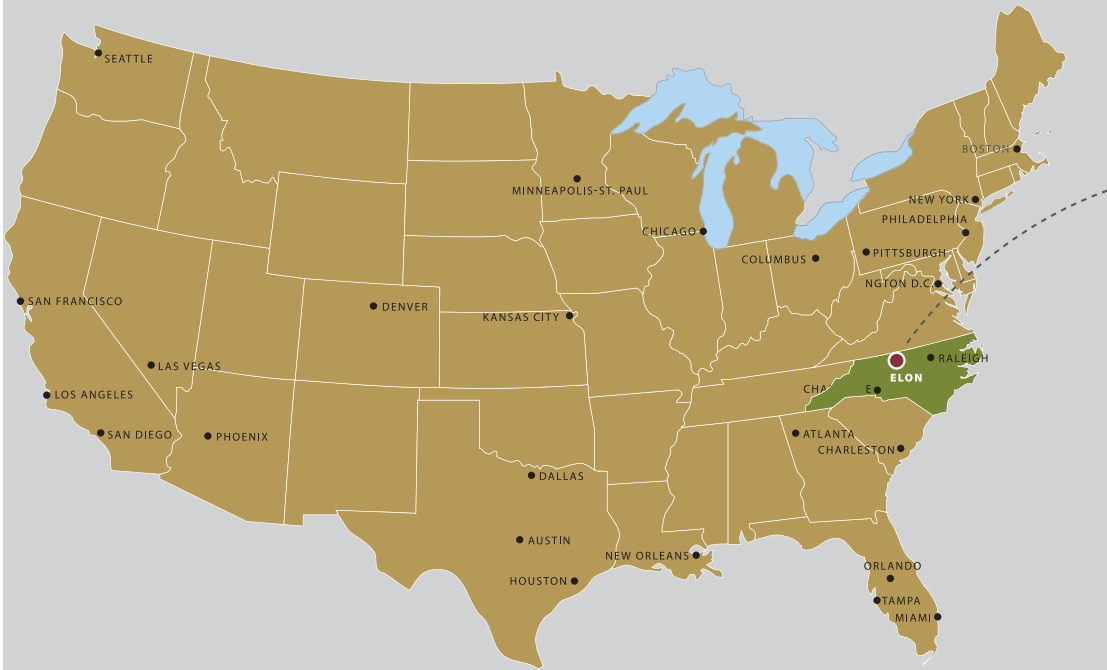 SEATTLE
BOSTON
MINNEAPOLIS-ST. PAUL
NEW YORK
PHILADELPHIA
CHICAGO
PITTSBURGH
COLUMBUS
NGTON D.C.
SAN FRANCISCO
DENVER
KANSAS CITY
RALEIGH
LAS VEGAS
ELON
CHA E
LOS ANGELES
SAN DIEGO
PHOENIX
ATLANTA
CHARLESTON
DALLAS
AUSTIN
NEW ORLEANS
ORLANDO
HOUSTON
TAMPA
MIAMI